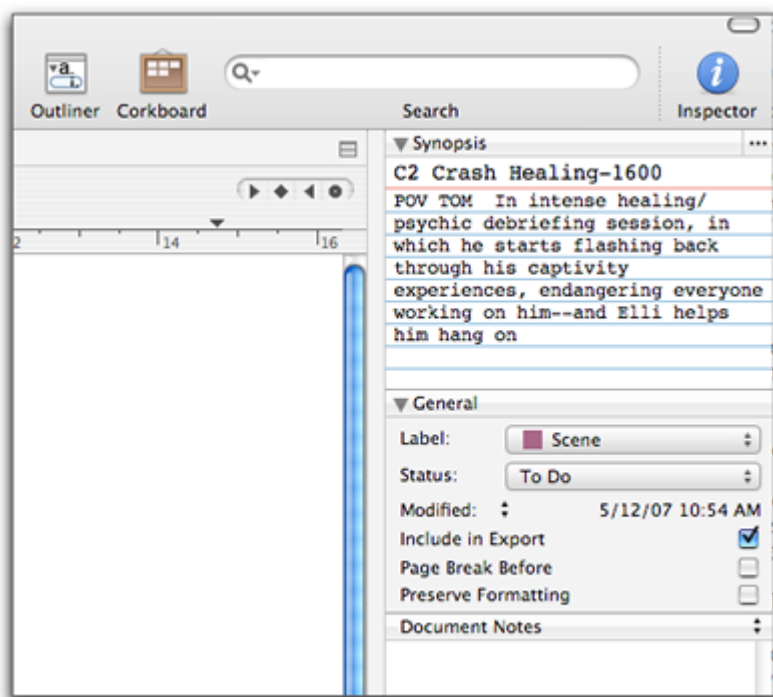 Outliner Corkboard Search Inspector
Synopsis ...
C2 Crash Healing-1600
POV TOM In intense healing/
psychic debriefing session, in
which he starts flashing back
through his captivity
experiences, endangering everyone
working on him--and Elli helps
him hang on
2 14 16
General
Label: Scene
Status: To Do
Modified: 5/12/07 10:54 AM
Include in Export
Page Break Before
Preserve Formatting
Document Notes